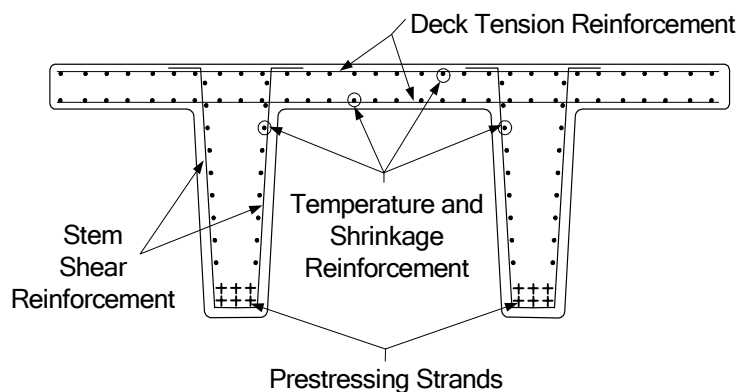 Deck Tension Reinforcement
Stem
Shear
Reinforcement
Temperature and
Shrinkage
Reinforcement
Prestressing Strands